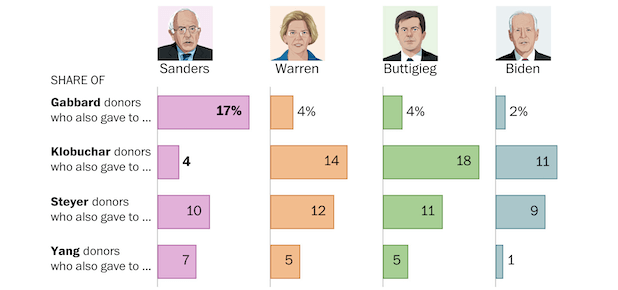 Sanders Warren Buttigieg Biden
SHARE OF
Gabbard donors
who also gave to ...
17% 4% 4% 2%
Klobuchar donors
who also gave to ...
4 14 18 11
Steyer donors
who also gave to ...
10 12 11 9
Yang donors
who also gave to ...
7 5 5 1